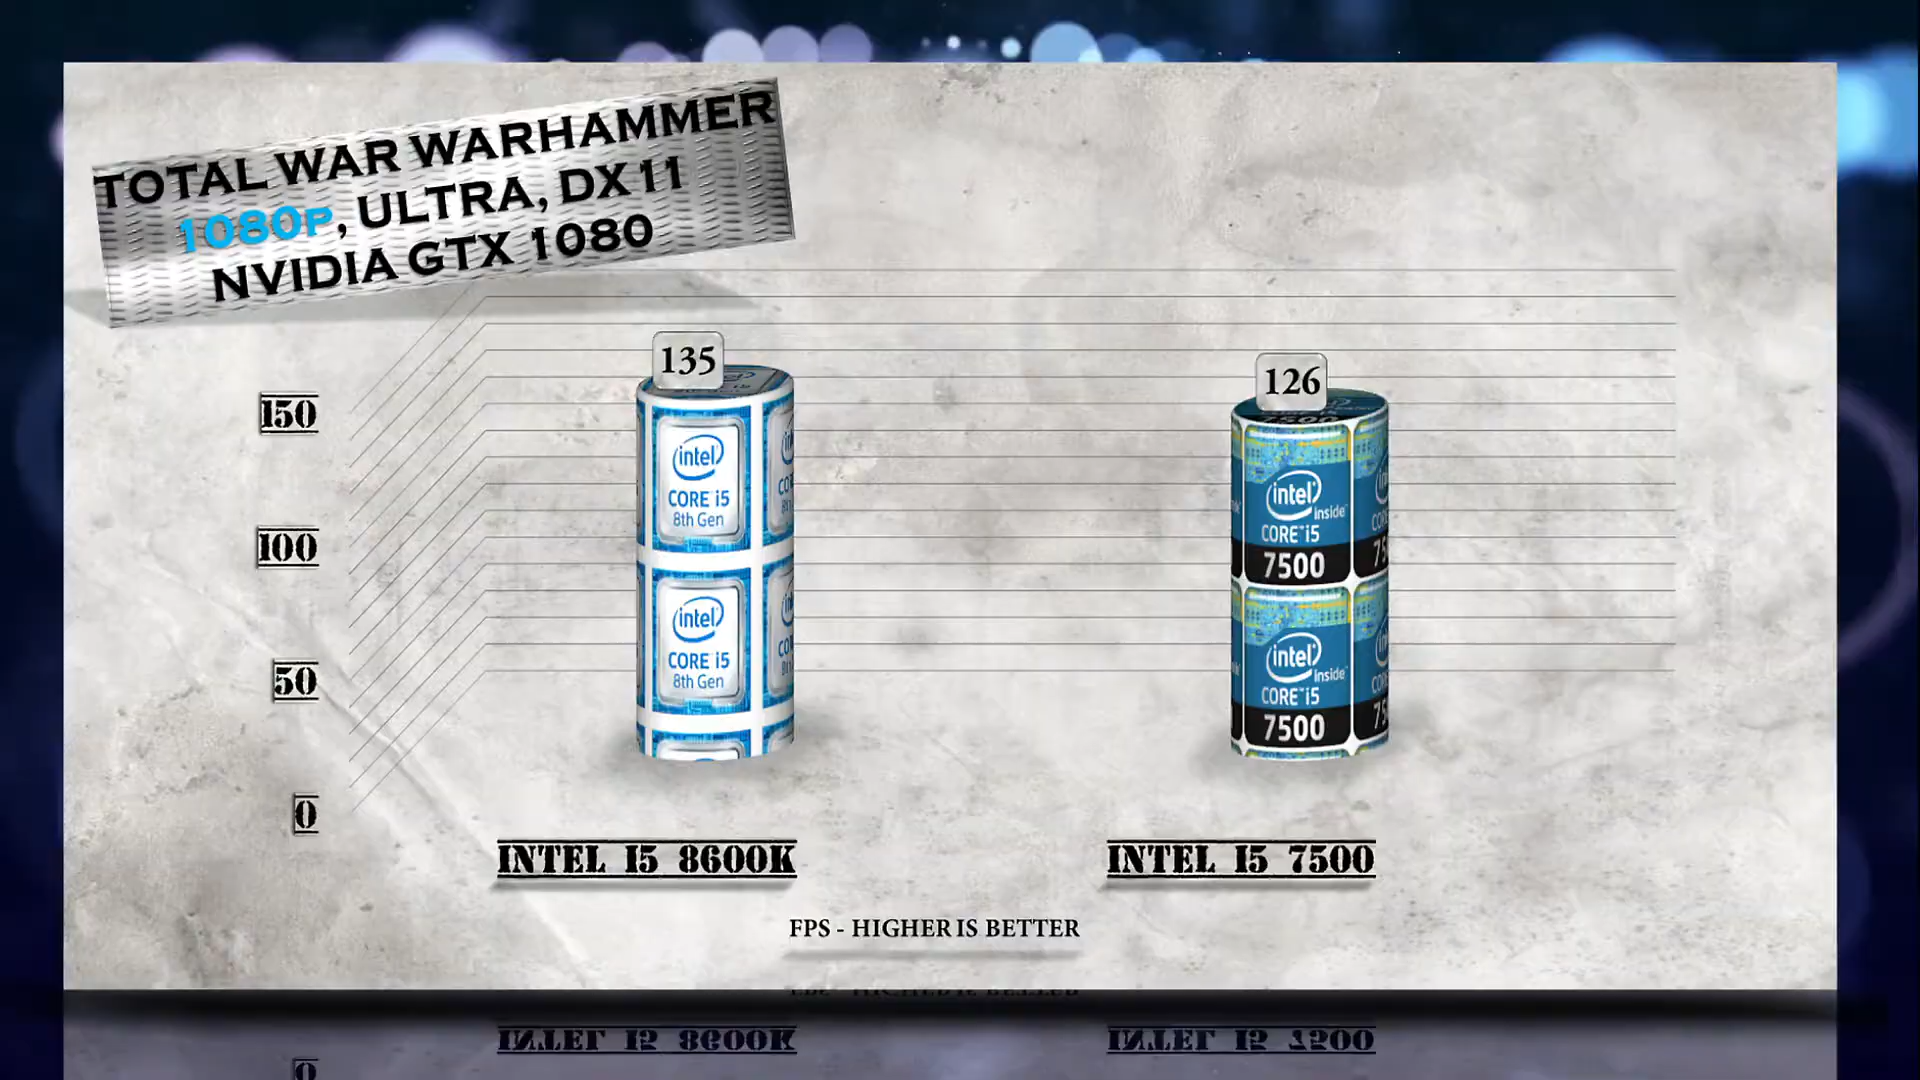 TOTAL WAR WARHAMMER
1080P, ULTRA, DX11
NVIDIA GTX 1080
150
100
50
0
135
intel
CORE i5
8th Gen
intel
CORE i5
8th Gen
126
intel
inside
CORE™ i5
7500
intel
inside
CORE™ i5
7500
INTEL I5 8600K
INTEL I5 7500
FPS - HIGHER IS BETTER